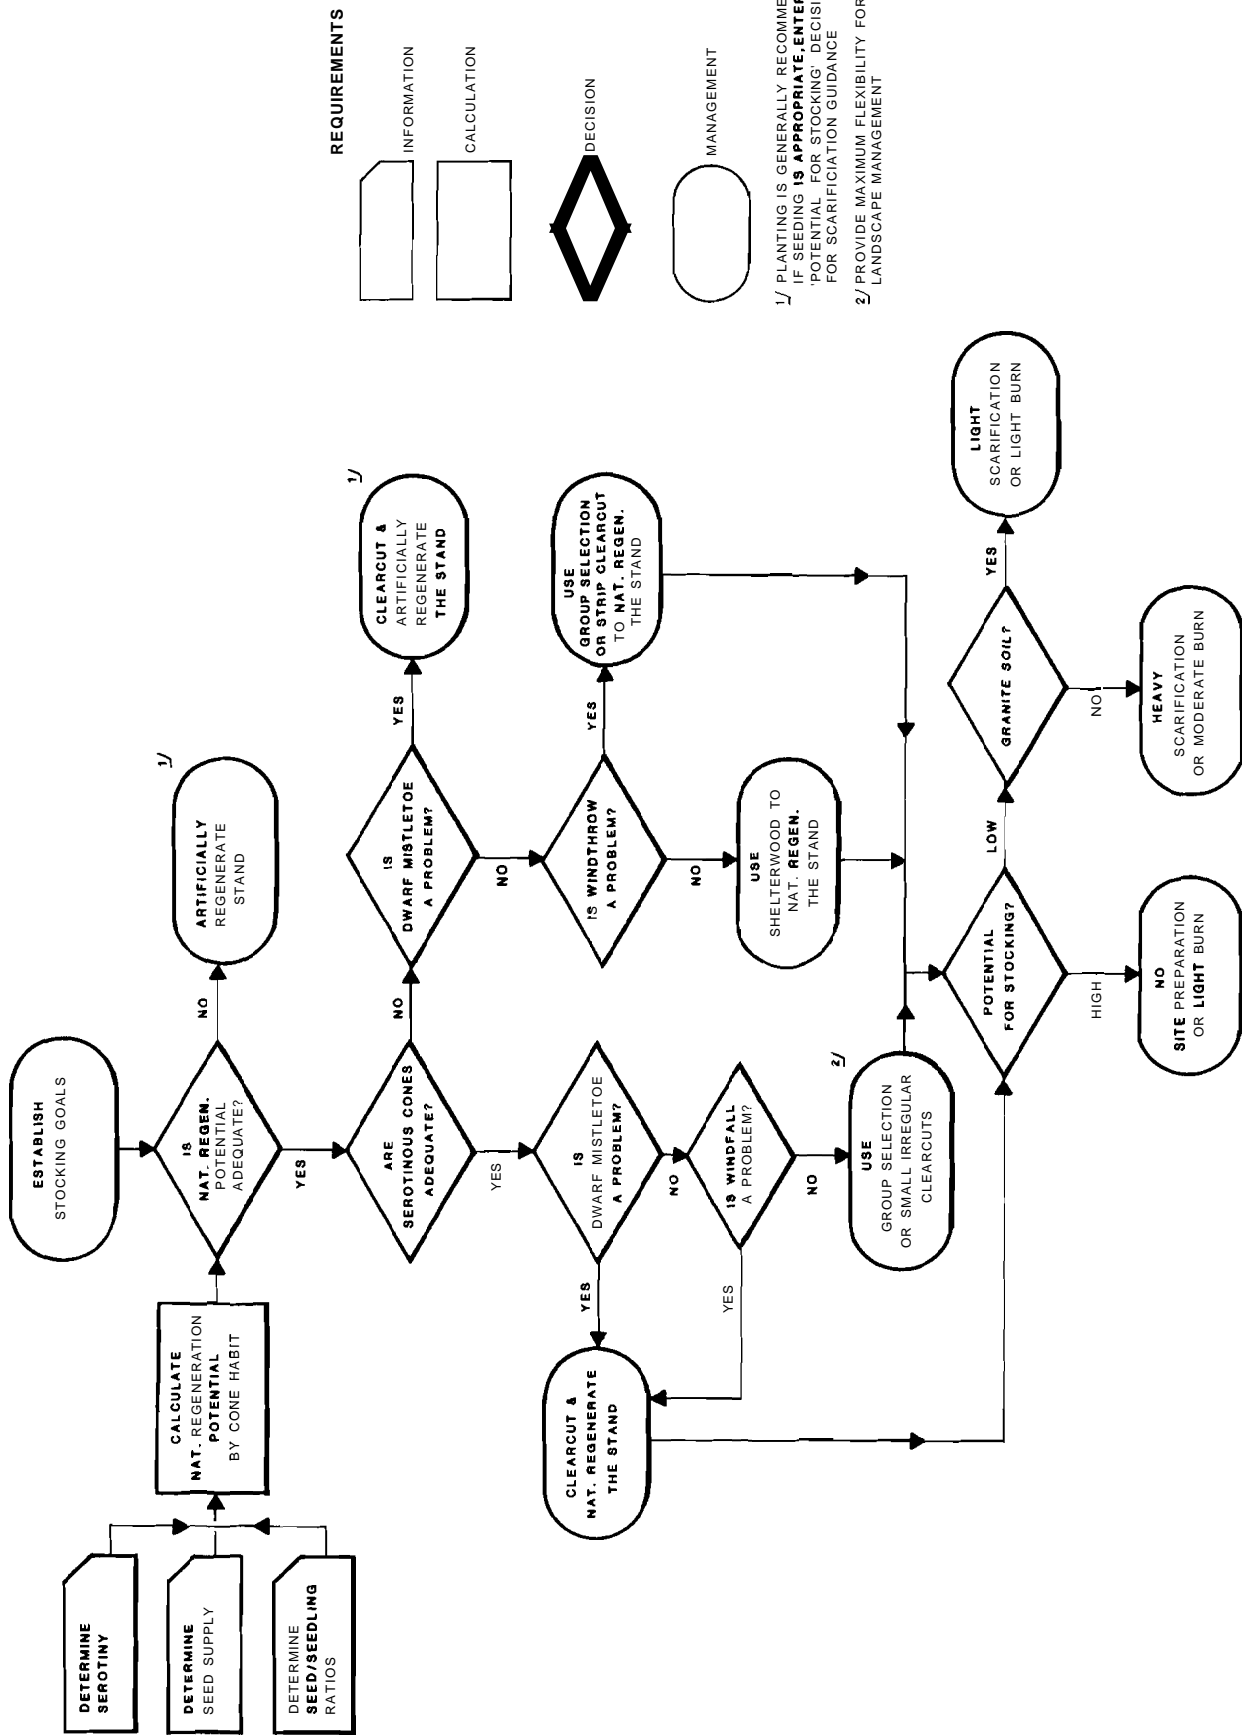 DETERMINE
SEROTINY
DETERMINE
SEED SUPPLY
DETERMINE
SEED/SEEDLING
RATIOS
CALCULATE
NAT. REGENERATION
POTENTIAL
BY CONE HABIT
ESTABLISH
STOCKING GOALS
IS
NAT. REGEN.
POTENTIAL
ADEQUATE?
NO
ARTIFICIALLY
REGENERATE
STAND
1/
YES
ARE
SEROTINOUS CONES
ADEQUATE?
NO
IS
DWARF MISTLETOE
A PROBLEM?
YES
CLEARCUT &
ARTIFICIALLY
REGENERATE
THE STAND
1/
NO
IS WINDTHROW
A PROBLEM?
YES
USE
GROUP SELECTION
OR STRIP CLEARCUT
TO NAT. REGEN.
THE STAND
NO
USE
SHELTERWOOD TO
NAT. REGEN.
THE STAND
YES
IS
DWARF MISTLETOE
A PROBLEM?
YES
CLEARCUT &
NAT. REGENERATE
THE STAND
NO
IS WINDFALL
A PROBLEM?
YES
NO
USE
GROUP SELECTION
OR SMALL IRREGULAR
CLEARCUTS
2/
POTENTIAL
FOR STOCKING?
HIGH
NO
SITE PREPARATION
OR LIGHT BURN
LOW
GRANITE SOIL?
YES
LIGHT
SCARIFICATION
OR LIGHT BURN
NO
HEAVY
SCARIFICATION
OR MODERATE BURN
REQUIREMENTS
INFORMATION
CALCULATION
DECISION
MANAGEMENT
1/ PLANTING IS GENERALLY RECOMME
IF SEEDING IS APPROPRIATE, ENTER
'POTENTIAL FOR STOCKING' DECISI
FOR SCARIFICIATION GUIDANCE
2/ PROVIDE MAXIMUM FLEXIBILITY FOR
LANDSCAPE MANAGEMENT